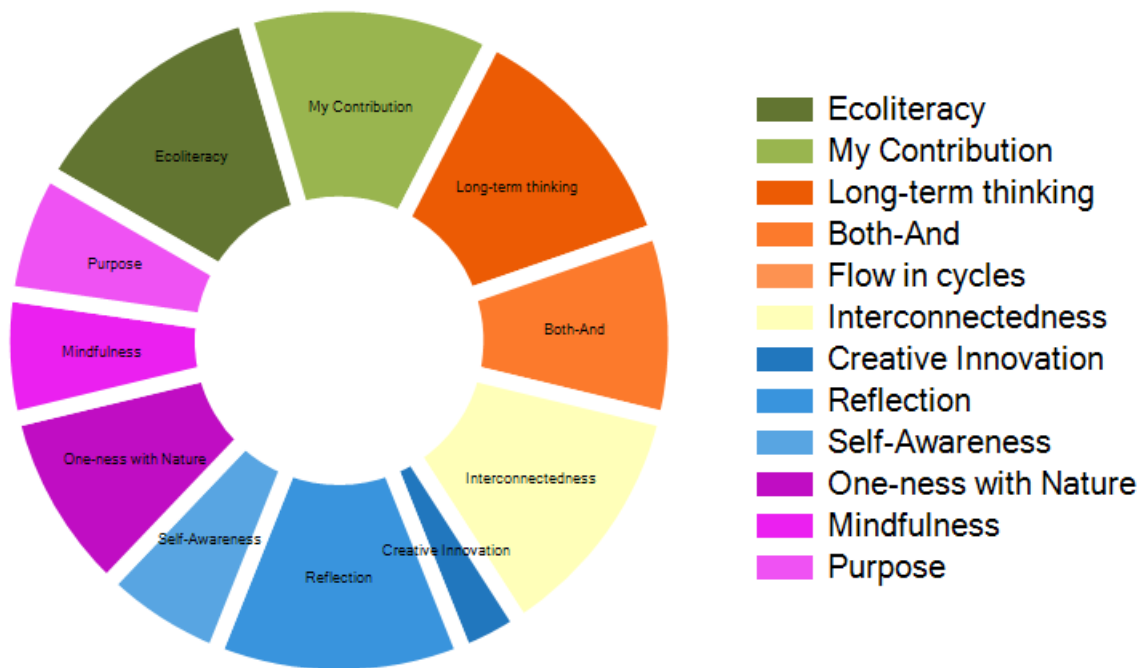 My Contribution
Ecoliteracy
Long-term thinking
Purpose
Both-And
Mindfulness
One-ness with Nature
Interconnectedness
Self-Awareness
Creative Innovation
Reflection
Ecoliteracy
My Contribution
Long-term thinking
Both-And
Flow in cycles
Interconnectedness
Creative Innovation
Reflection
Self-Awareness
One-ness with Nature
Mindfulness
Purpose